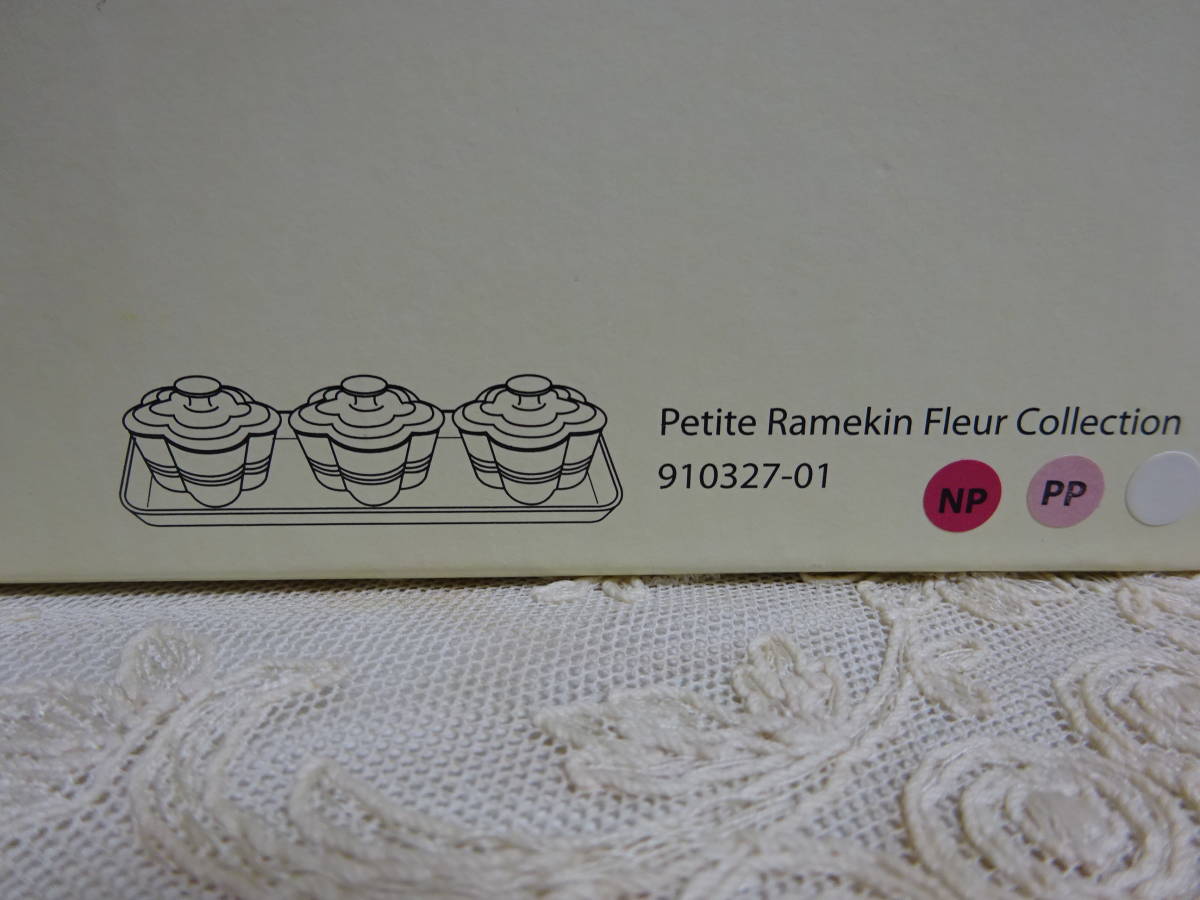 Petite Ramekin Fleur Collection
910327-01
NP PP